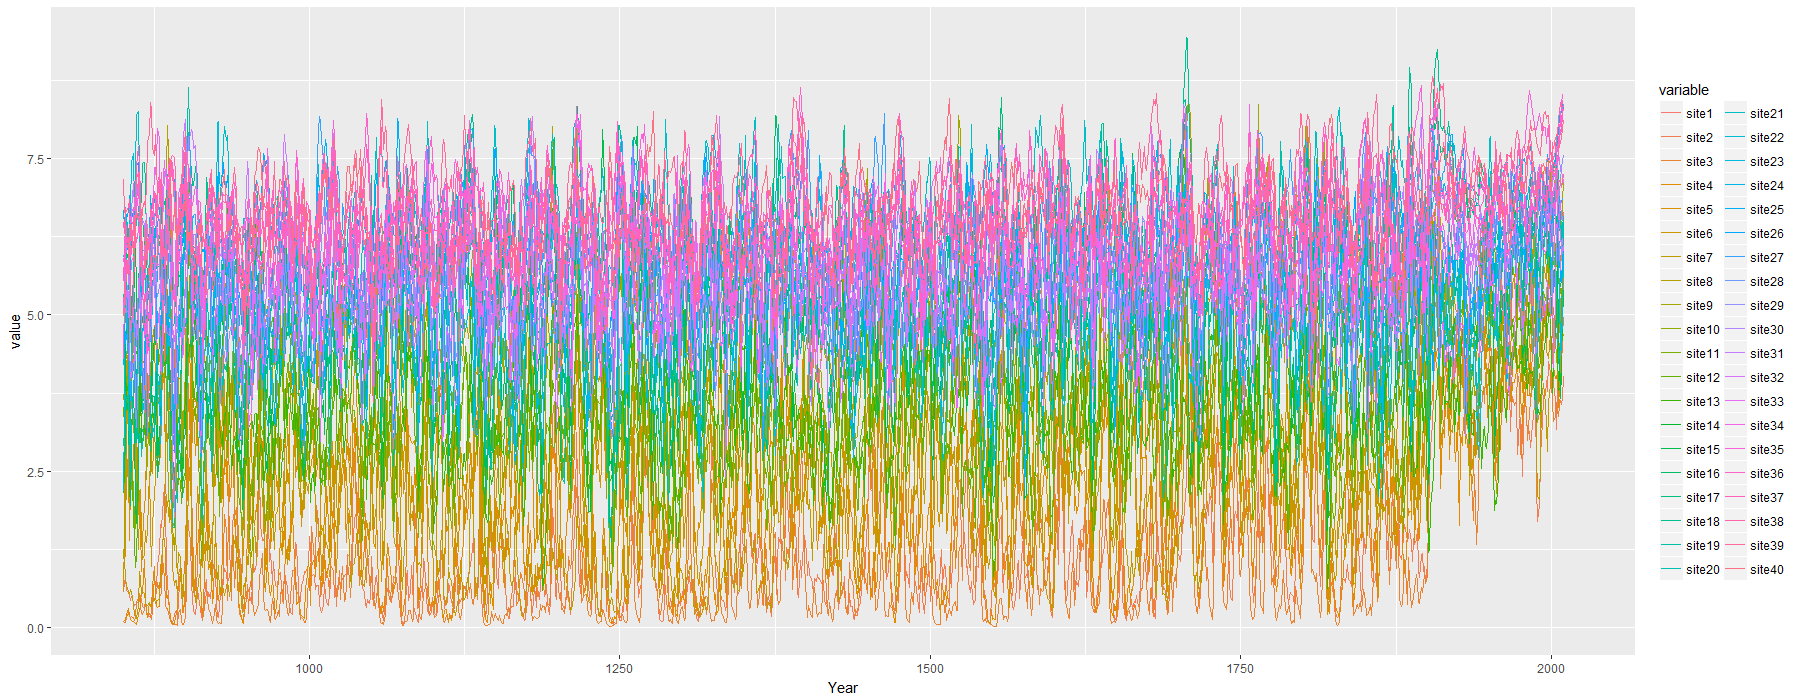 7.5
5.0
2.5
0.0
value
1000
1250
1500
1750
2000
Year
variable
site1 site21
site2 site22
site3 site23
site4 site24
site5 site25
site6 site26
site7 site27
site8 site28
site9 site29
site10 site30
site11 site31
site12 site32
site13 site33
site14 site34
site15 site35
site16 site36
site17 site37
site18 site38
site19 site39
site20 site40